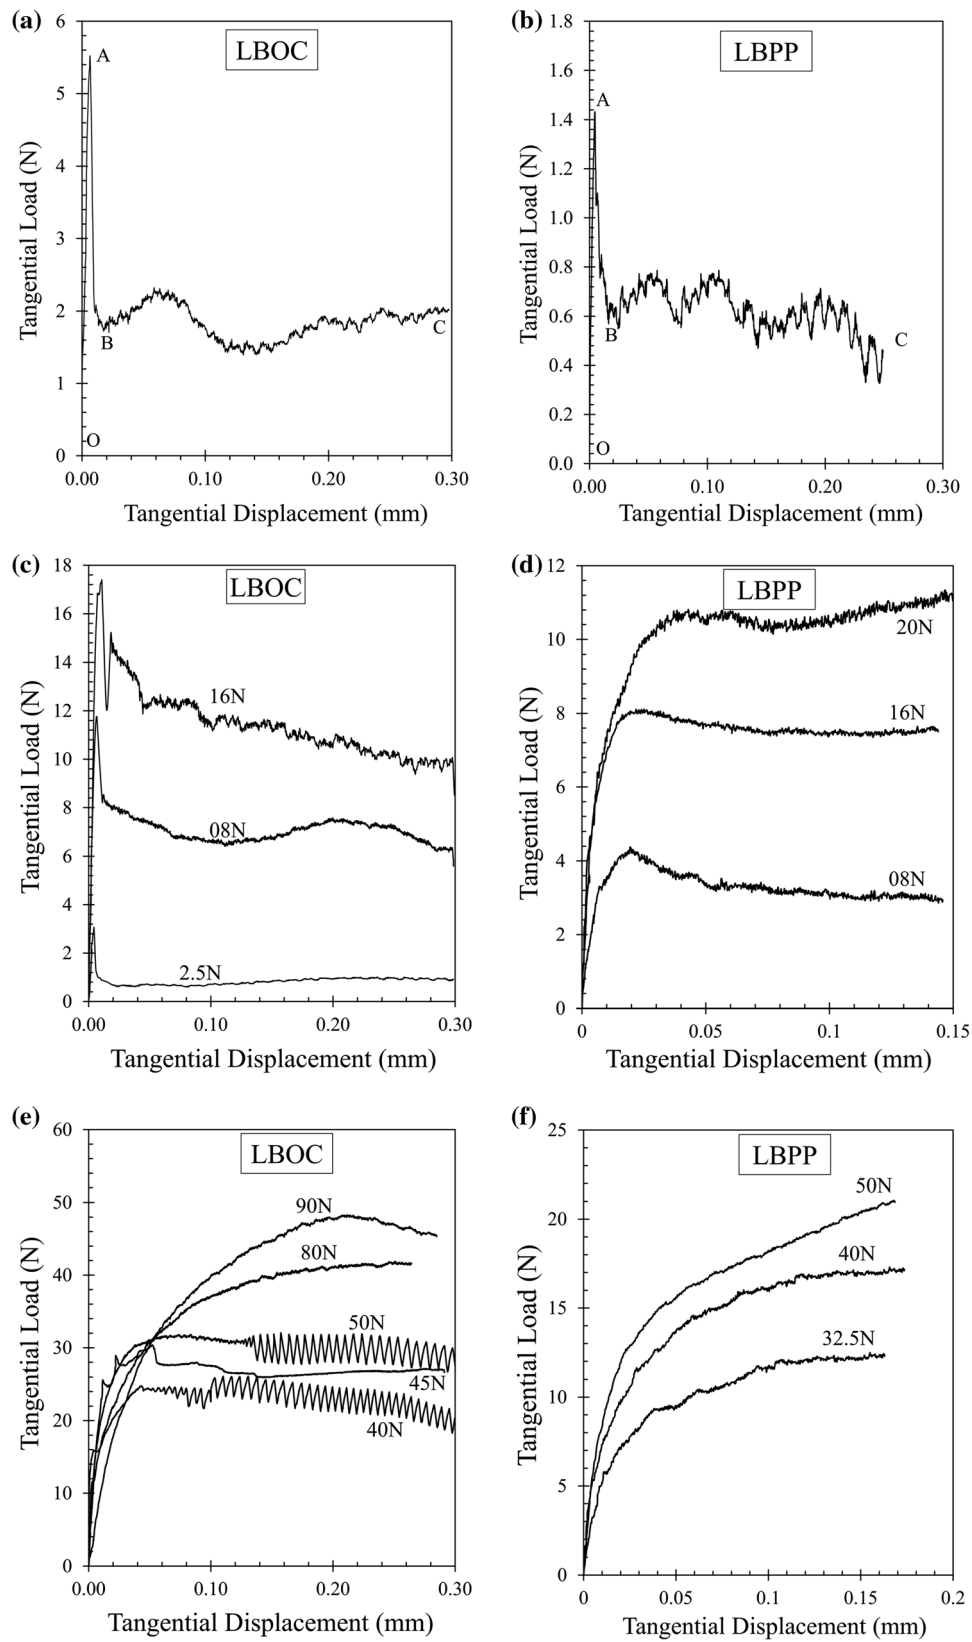 (a)
LBOC
6
5
4
3
2
1
0
Tangential Load (N)
A
B
C
O
0.00 0.10 0.20 0.30
Tangential Displacement (mm)
(b)
LBPP
1.8
1.6
1.4
1.2
1.0
0.8
0.6
0.4
0.2
0.0
Tangential Load (N)
A
B
C
O
0.00 0.10 0.20 0.30
Tangential Displacement (mm)
(c)
LBOC
18
16
14
12
10
8
6
4
2
0
Tangential Load (N)
16N
08N
2.5N
0.00 0.10 0.20 0.30
Tangential Displacement (mm)
(d)
LBPP
12
10
8
6
4
2
0
Tangential Load (N)
20N
16N
08N
0 0.05 0.1 0.15
Tangential Displacement (mm)
(e)
LBOC
60
50
40
30
20
10
0
Tangential Load (N)
90N
80N
50N
45N
40N
0.00 0.10 0.20 0.30
Tangential Displacement (mm)
(f)
LBPP
25
20
15
10
5
0
Tangential Load (N)
50N
40N
32.5N
0 0.05 0.1 0.15 0.2
Tangential Displacement (mm)